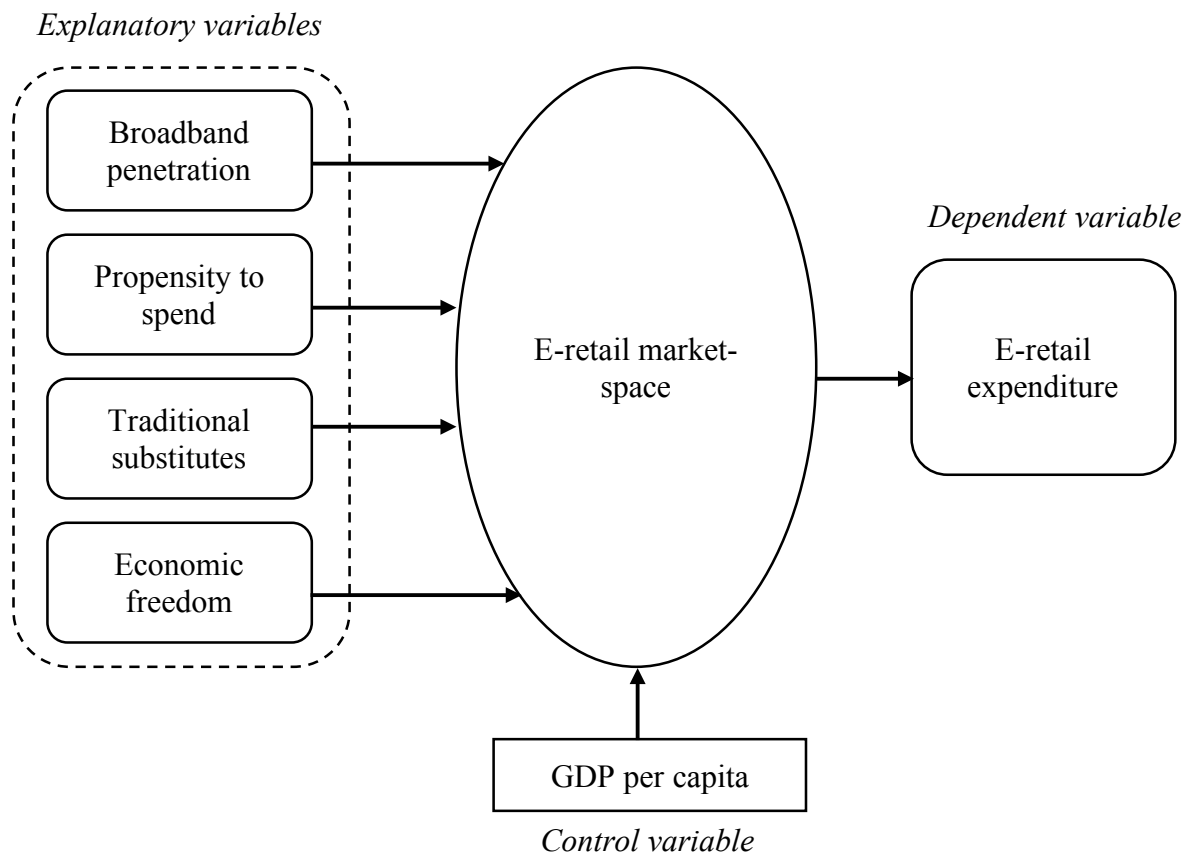 Explanatory variables
Broadband
penetration
Propensity to
spend
Traditional
substitutes
Economic
freedom
E-retail market-
space
Dependent variable
E-retail
expenditure
GDP per capita
Control variable